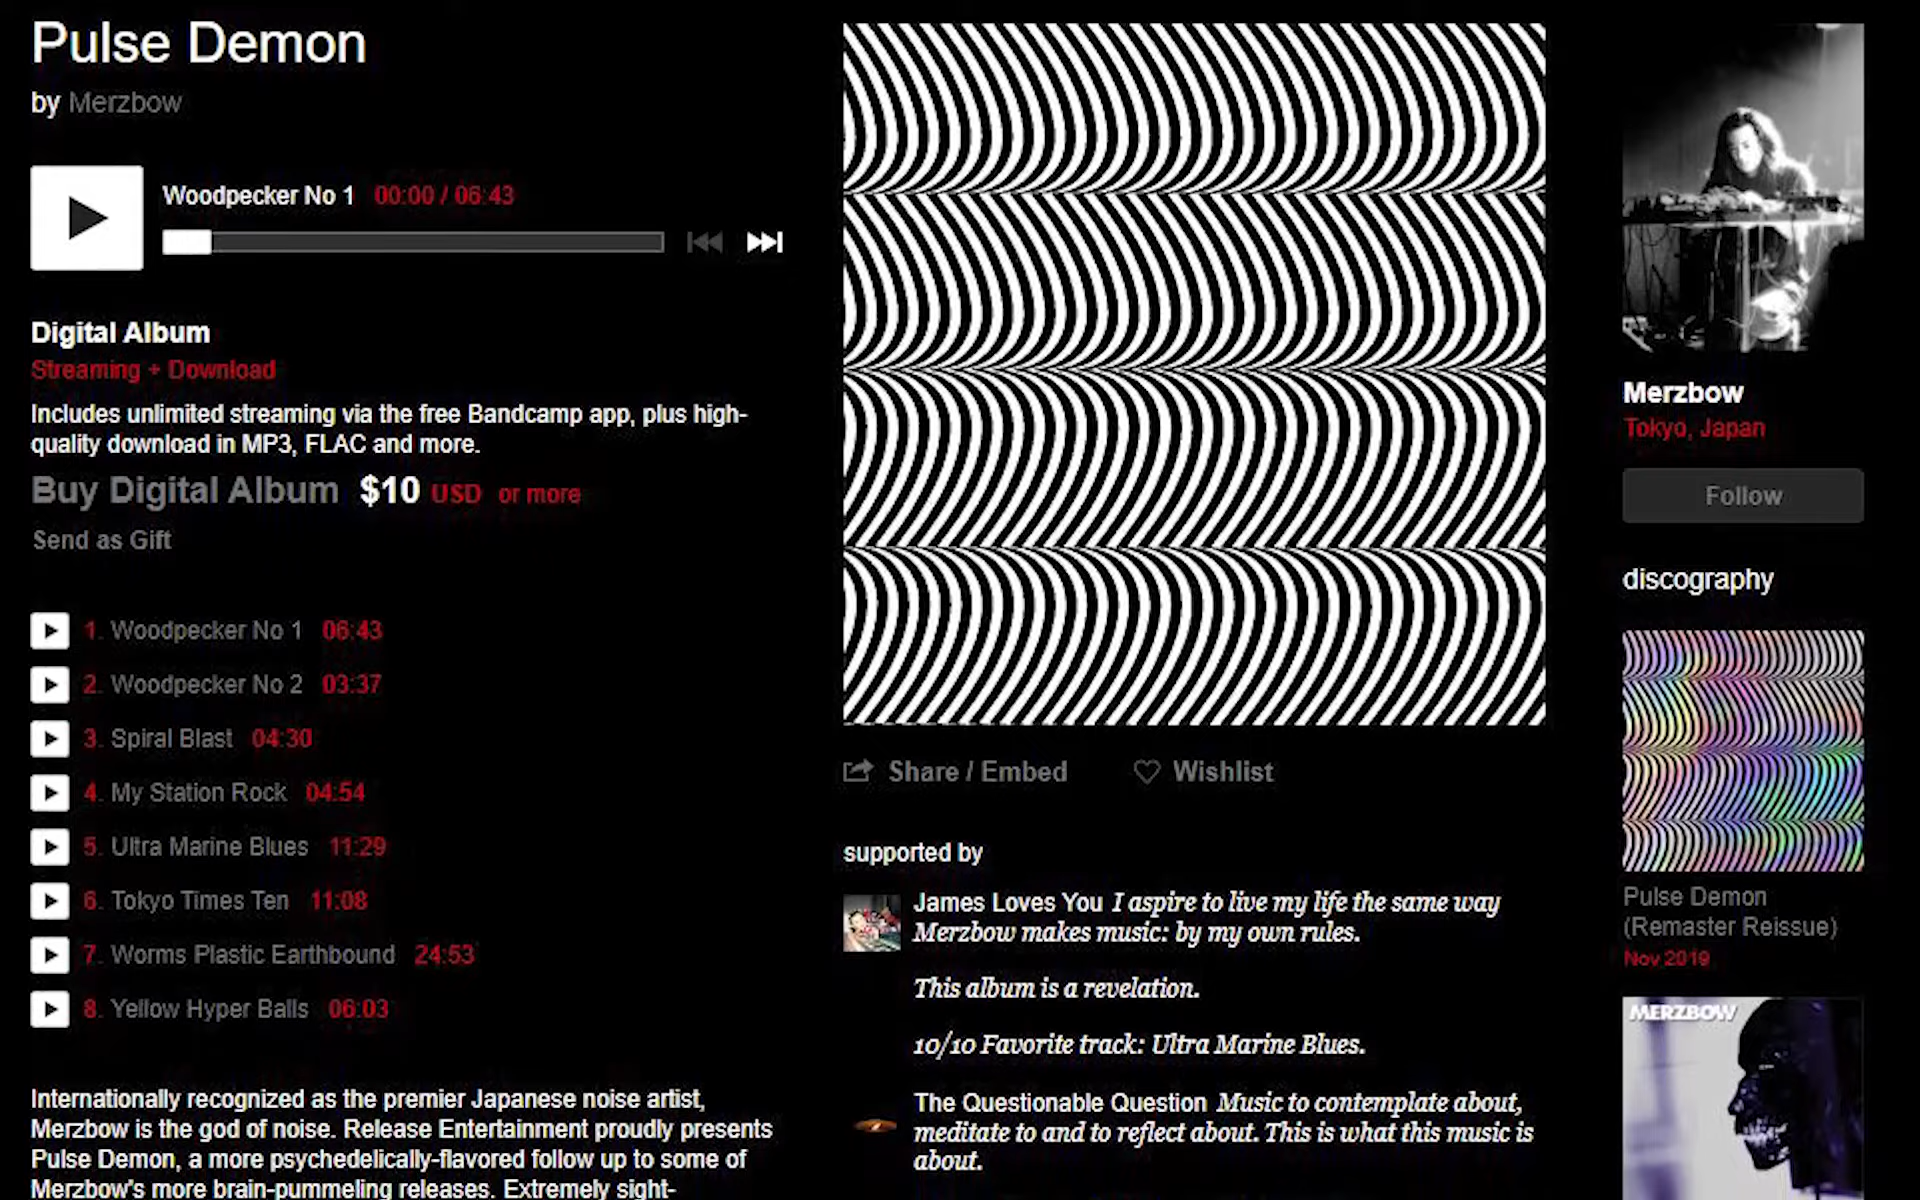 Pulse Demon
by Merzbow
Woodpecker No 1 00:00 / 06:43
Digital Album
Streaming + Download
Includes unlimited streaming via the free Bandcamp app, plus high-
quality download in MP3, FLAC and more.
Buy Digital Album $10 USD or more
Send as Gift
1. Woodpecker No 1 06:43
2. Woodpecker No 2 03:37
3. Spiral Blast 04:30
4. My Station Rock 04:54
5. Ultra Marine Blues 11:29
6. Tokyo Times Ten 11:08
7. Worms Plastic Earthbound 24:53
8. Yellow Hyper Balls 06:03
Internationally recognized as the premier Japanese noise artist,
Merzbow is the god of noise. Release Entertainment proudly presents
Pulse Demon, a more psychedelically-flavored follow up to some of
Merzbow's more brain-pummeling releases. Extremely sight-
Share / Embed Wishlist
supported by
James Loves You I aspire to live my life the same way
Merzbow makes music: by my own rules.
This album is a revelation.
10/10 Favorite track: Ultra Marine Blues.
The Questionable Question Music to contemplate about,
meditate to and to reflect about. This is what this music is
about.
Merzbow
Tokyo, Japan
Follow
discography
Pulse Demon
(Remaster Reissue)
Nov 2019
MERZBOW